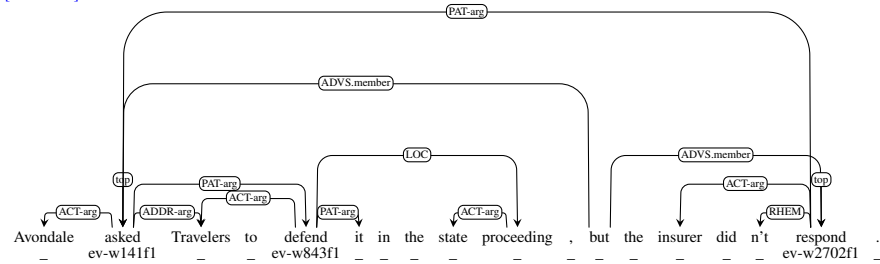 PAT-arg
ADVS.member
LOC ADVS.member
top PAT-arg ACT-arg top
ACT-arg
ACT-arg ADDR-arg PAT-arg ACT-arg RHEM
Avondale asked Travelers to defend it in the state proceeding , but the insurer did n't respond .
_ ev-w141f1 _ _ ev-w843f1 _ _ _ _ _ _ _ _ _ _ _ ev-w2702f1 _